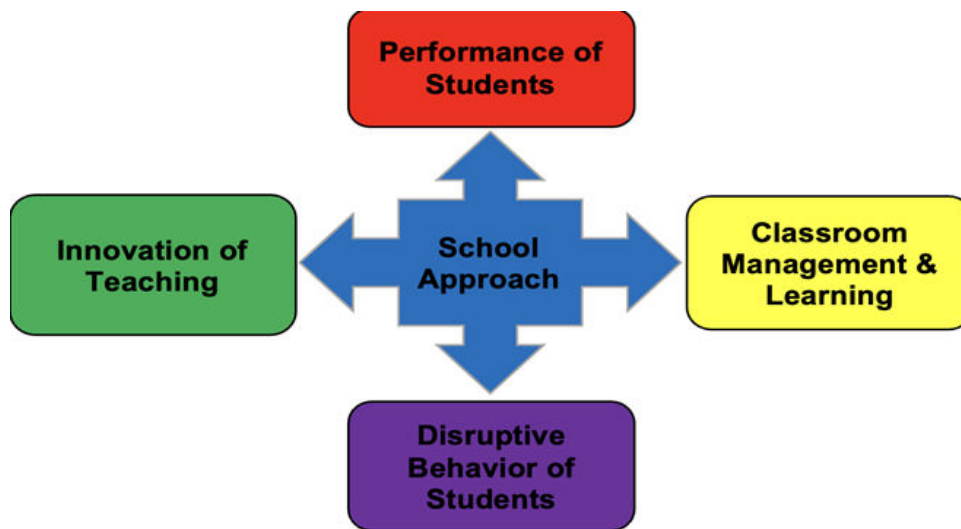 Performance of
Students
Innovation of
Teaching
School
Approach
Classroom
Management &
Learning
Disruptive
Behavior of
Students